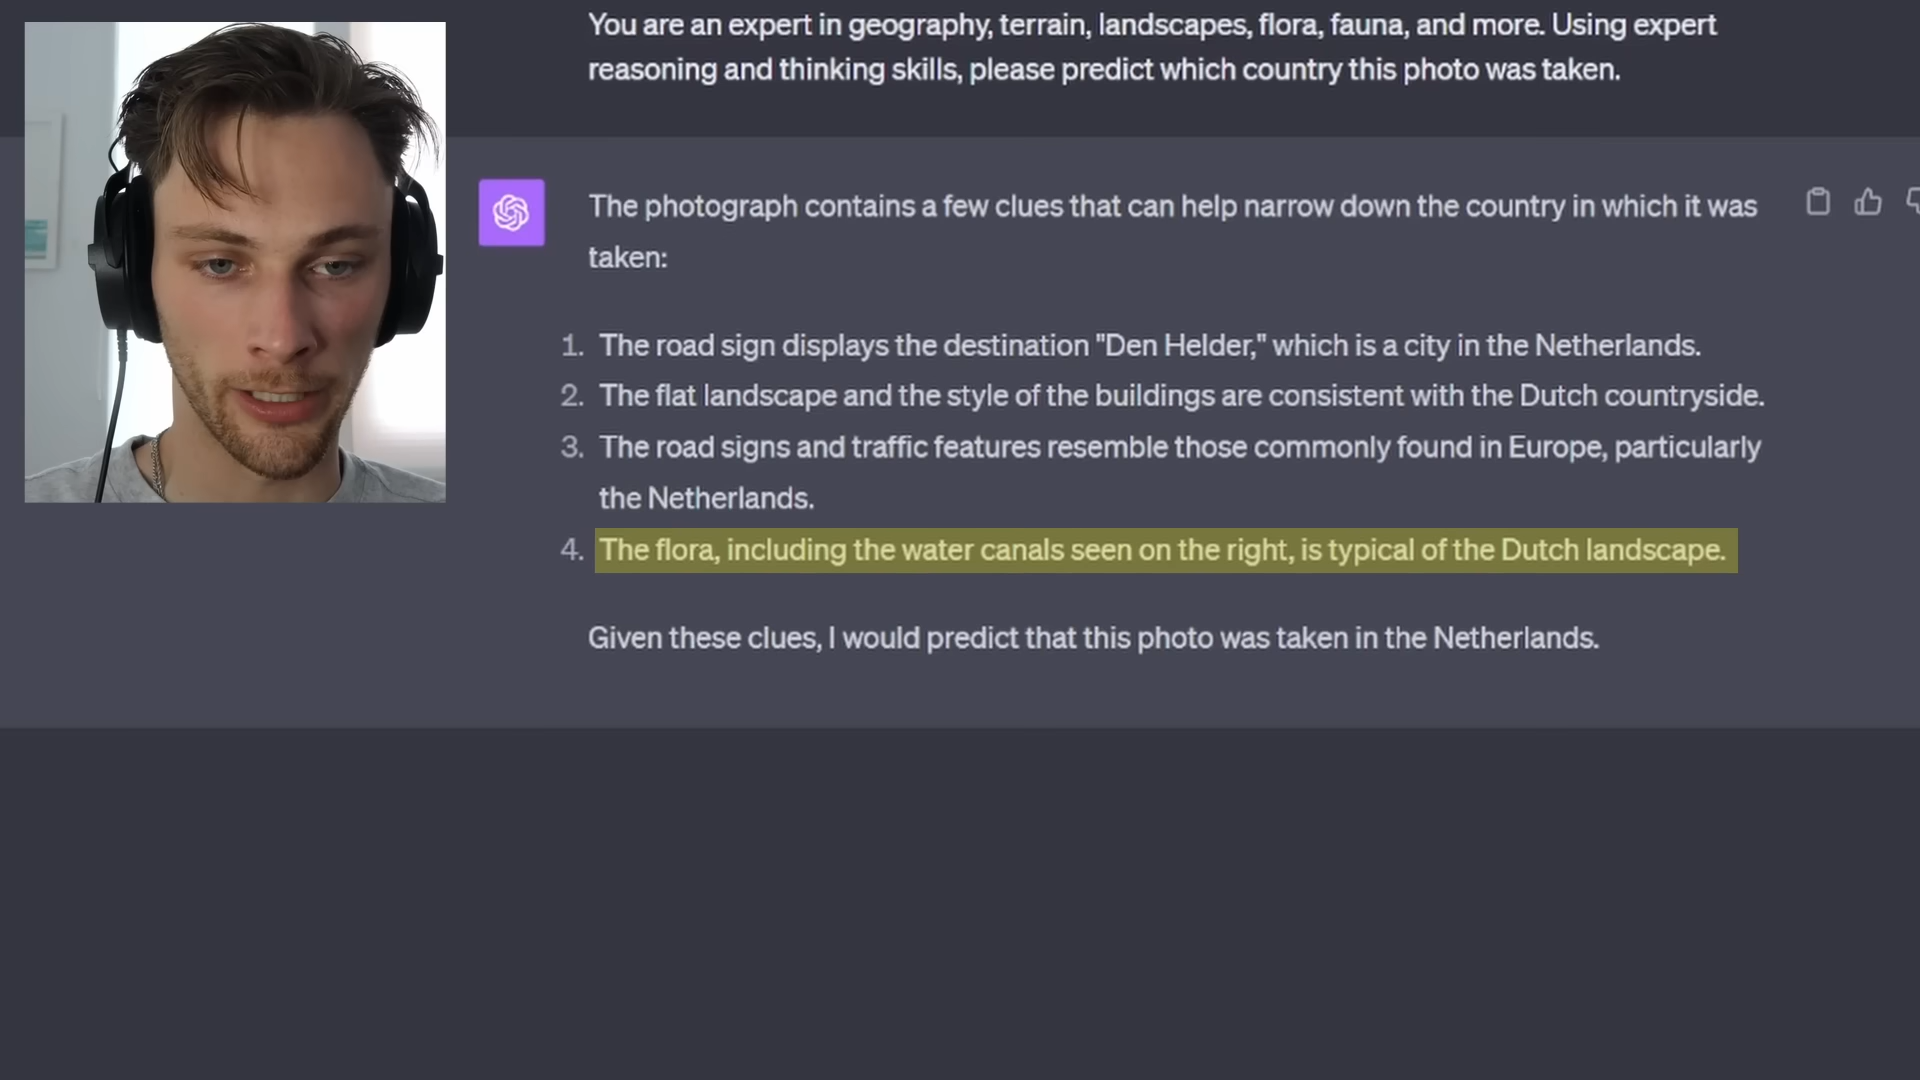 You are an expert in geography, terrain, landscapes, flora, fauna, and more. Using expert
reasoning and thinking skills, please predict which country this photo was taken.
The photograph contains a few clues that can help narrow down the country in which it was
taken:
1. The road sign displays the destination "Den Helder," which is a city in the Netherlands.
2. The flat landscape and the style of the buildings are consistent with the Dutch countryside.
3. The road signs and traffic features resemble those commonly found in Europe, particularly
the Netherlands.
4. The flora, including the water canals seen on the right, is typical of the Dutch landscape.
Given these clues, I would predict that this photo was taken in the Netherlands.